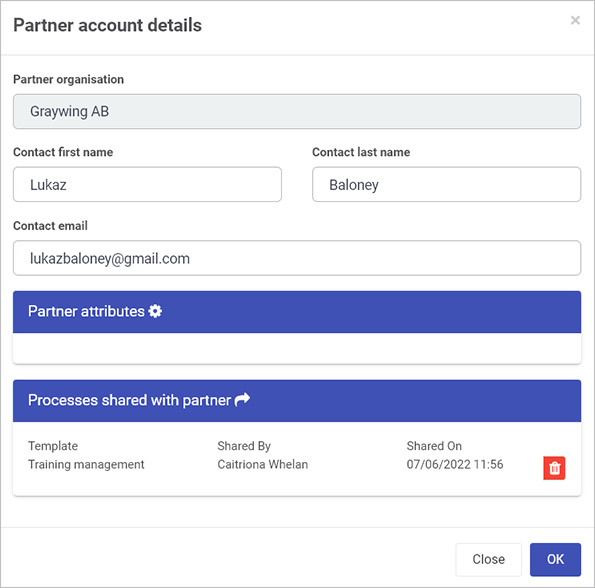 Partner account details
×
Partner organisation
Graywing AB
Contact first name
Contact last name
Lukaz
Baloney
Contact email
lukazbaloney@gmail.com
Partner attributes
Processes shared with partner
Template
Shared By
Shared On
Training management
Caitriona Whelan
07/06/2022 11:56
Close
OK